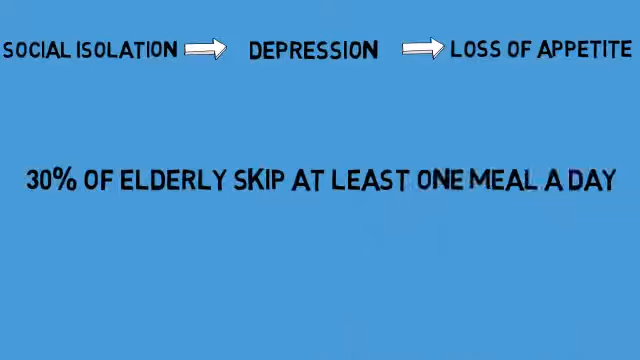 SOCIAL ISOLATION DEPRESSION LOSS OF APPETITE
30% OF ELDERLY SKIP AT LEAST ONE MEAL A DAY